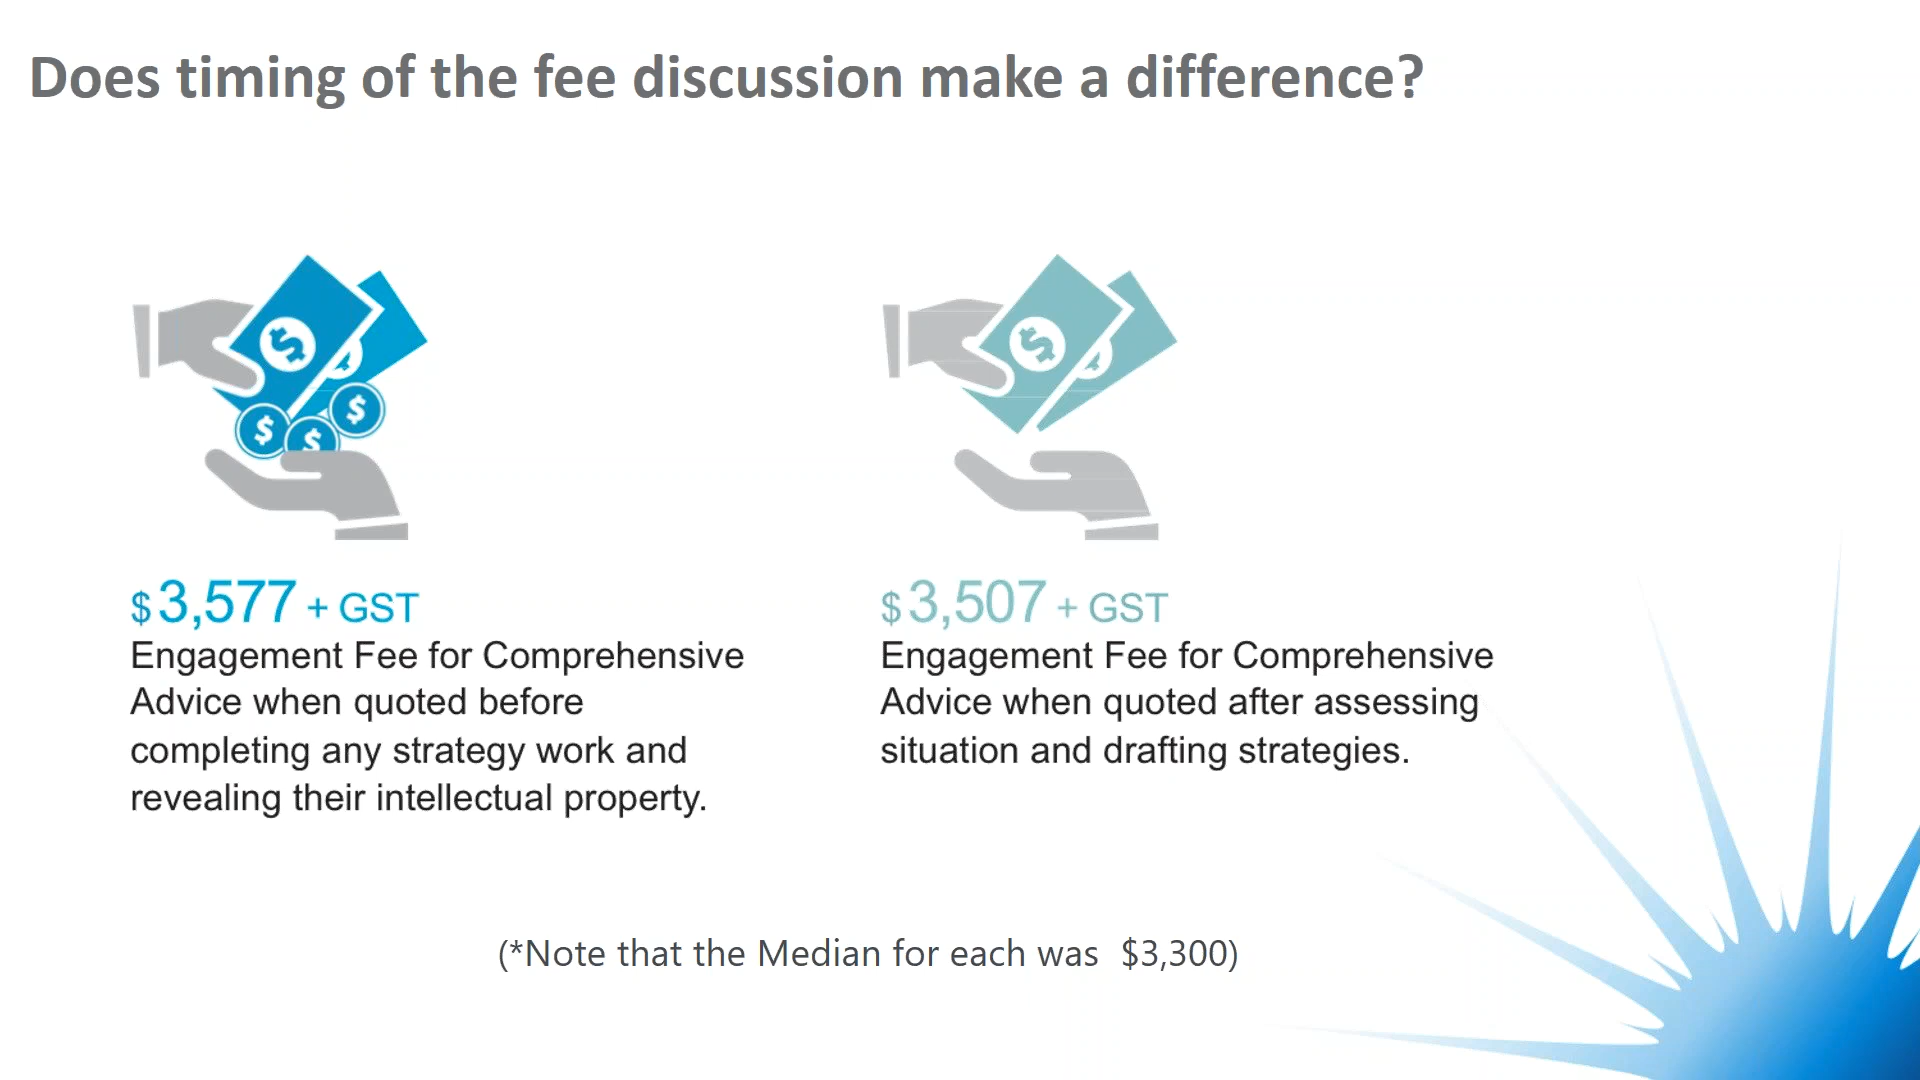 Does timing of the fee discussion make a difference?
$ 3,577 + GST
Engagement Fee for Comprehensive
Advice when quoted before
completing any strategy work and
revealing their intellectual property.
$ 3,507 + GST
Engagement Fee for Comprehensive
Advice when quoted after assessing
situation and drafting strategies.
(*Note that the Median for each was $3,300)